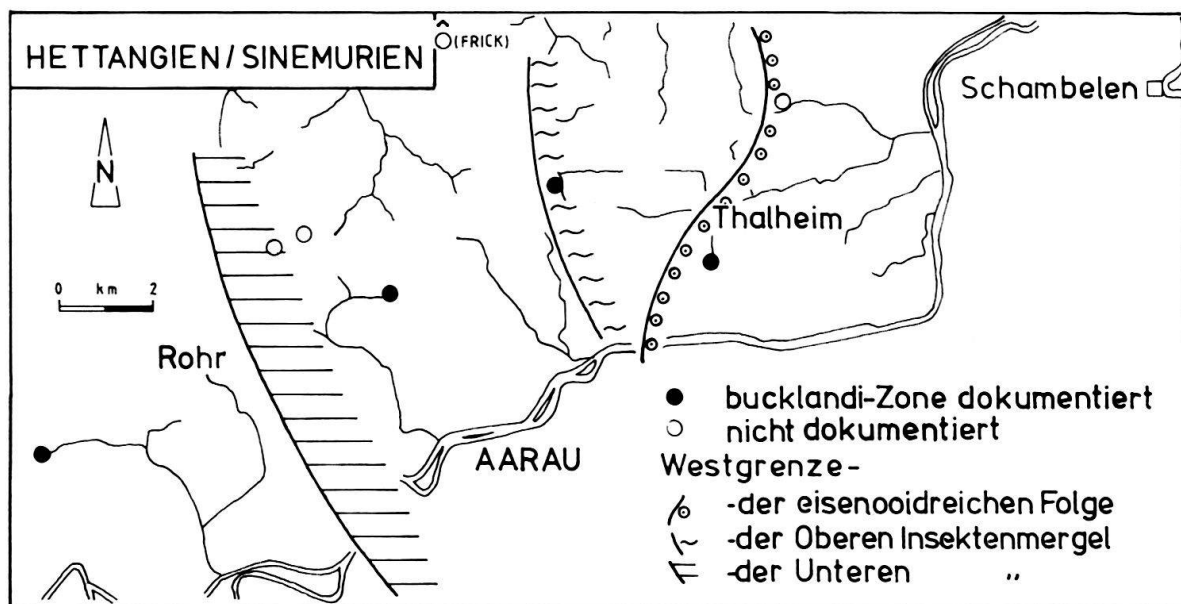 HETTANGIEN/SINEMURIEN
(FRICK)
Schambelen
N
Thalheim
0 km 2
Rohr
AARAU
bucklandi-Zone dokumentiert
nicht dokumentiert
Westgrenze-
-der eisenooidreichen Folge
-der Oberen Insektenmergel
-der Unteren „